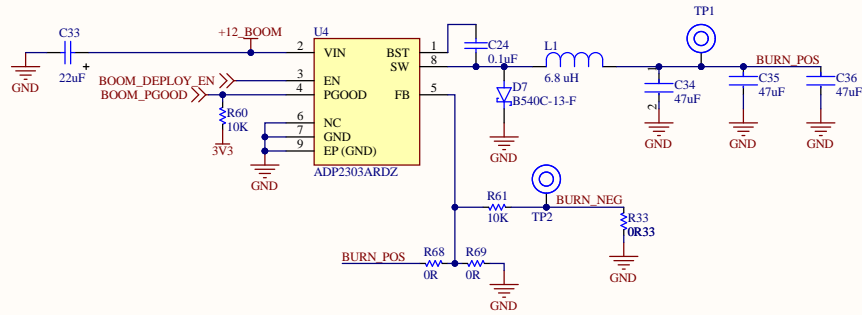 C33
22uF
+
GND
+12_BOOM
BOOM_DEPLOY_EN
BOOM_PGOOD
R60
10K
3V3
U4
2 VIN BST 1
SW 8
3 EN
4 PGOOD FB 5
6 NC
7 GND
9 EP (GND)
ADP2303ARDZ
GND
C24
0.1uF
D7
B540C-13-F
GND
L1
6.8 uH
TP1
BURN_POS
1
2
C34
47uF
GND
C35
47uF
GND
C36
47uF
GND
R61
10K
TP2
BURN_NEG
R33
0R33
GND
BURN_POS
R68
0R
R69
0R
GND